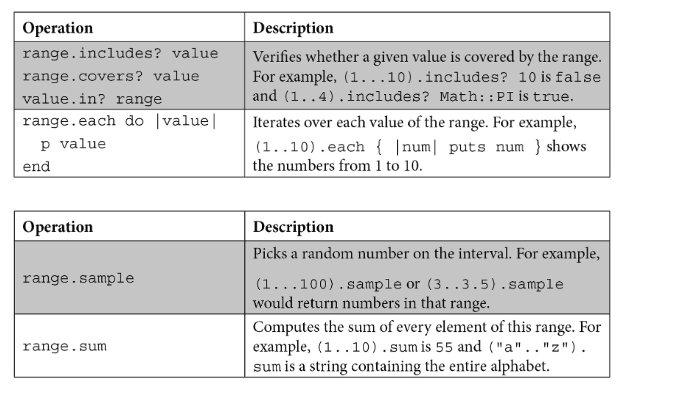 Operation Description
range.includes? value
range.covers? value
value.in? range
Verifies whether a given value is covered by the range.
For example, (1...10).includes? 10 is false
and (1..4).includes? Math::PI is true.
range.each do |value|
p value
end
Iterates over each value of the range. For example,
(1..10).each { |num| puts num } shows
the numbers from 1 to 10.
Operation Description
range.sample
Picks a random number on the interval. For example,
(1...100).sample or (3..3.5).sample
would return numbers in that range.
range.sum
Computes the sum of every element of this range. For
example, (1..10).sum is 55 and ("a".."z").
sum is a string containing the entire alphabet.